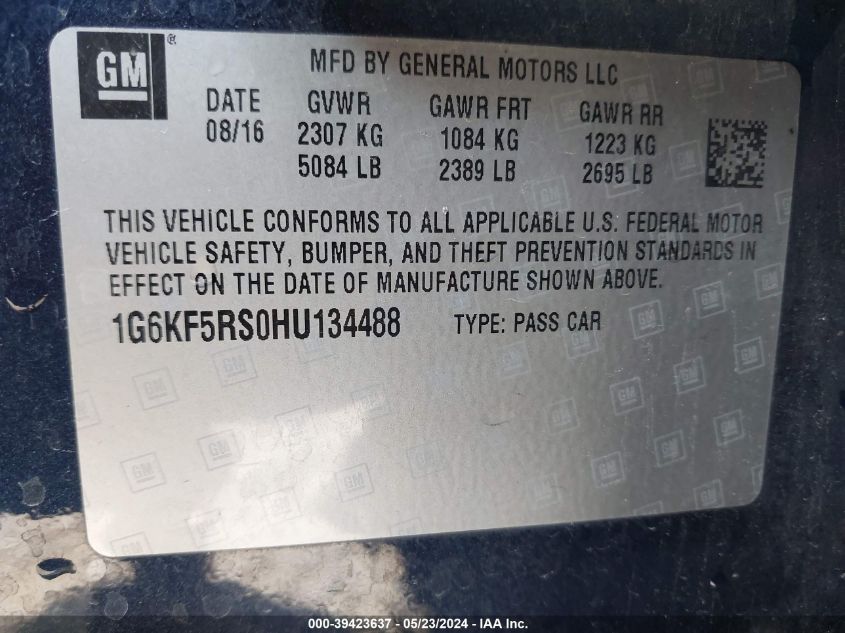 GM®
MFD BY GENERAL MOTORS LLC
DATE GVWR GAWR FRT GAWR RR
08/16 2307 KG 1084 KG 1223 KG
5084 LB 2389 LB 2695 LB
THIS VEHICLE CONFORMS TO ALL APPLICABLE U.S. FEDERAL MOTOR
VEHICLE SAFETY, BUMPER, AND THEFT PREVENTION STANDARDS IN
EFFECT ON THE DATE OF MANUFACTURE SHOWN ABOVE.
1G6KF5RS0HU134488 TYPE: PASS CAR
000-39423637 - 05/23/2024 - © IAA Inc.